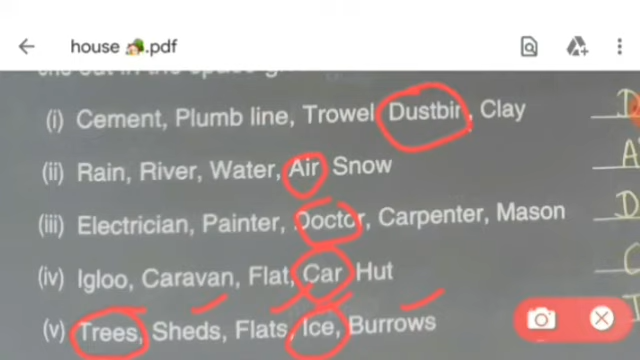 house .pdf
(i) Cement, Plumb line, Trowel Dustbin, Clay
(ii) Rain, River, Water, Air Snow
(iii) Electrician, Painter, Doctor, Carpenter, Mason
(iv) Igloo, Caravan, Flat, Car Hut
(v) Trees, Sheds, Flats, Ice, Burrows